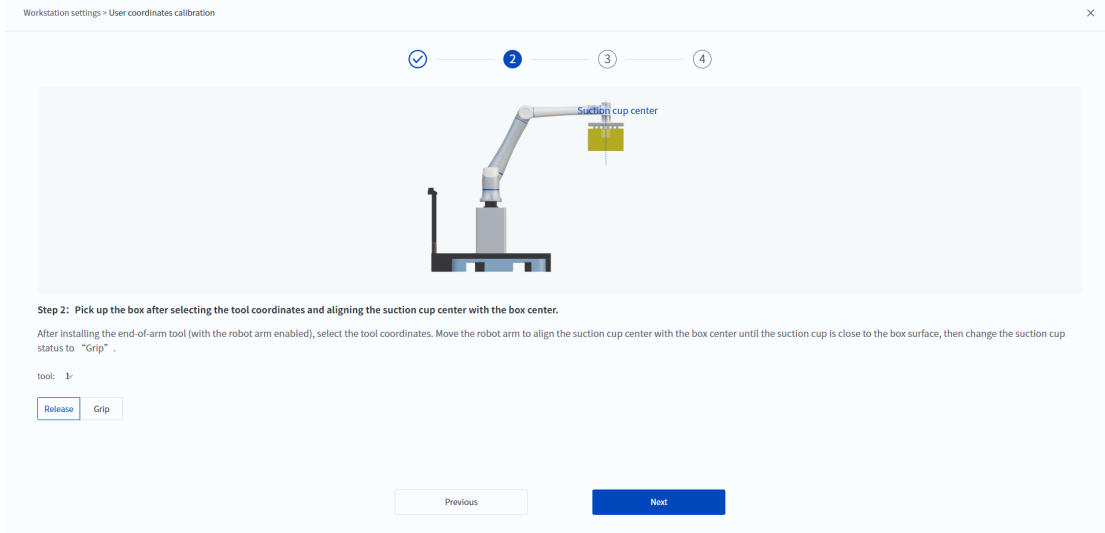 Workstation settings > User coordinates calibration
2
3
4
Suction cup center
Step 2: Pick up the box after selecting the tool coordinates and aligning the suction cup center with the box center.
After installing the end-of-arm tool (with the robot arm enabled), select the tool coordinates. Move the robot arm to align the suction cup center with the box center until the suction cup is close to the box surface, then change the suction cup
status to “Grip”.
tool: 1
Release Grip
Previous Next